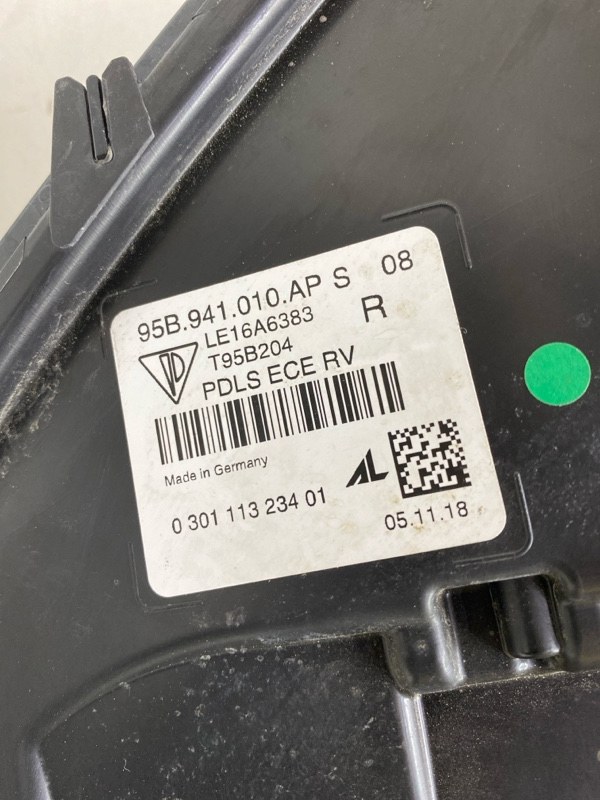 95B.941.010.AP S 08
LE16A6383 R
T95B204
PDLS ECE RV
Made in Germany
AL
0 301 113 234 01
05.11.18